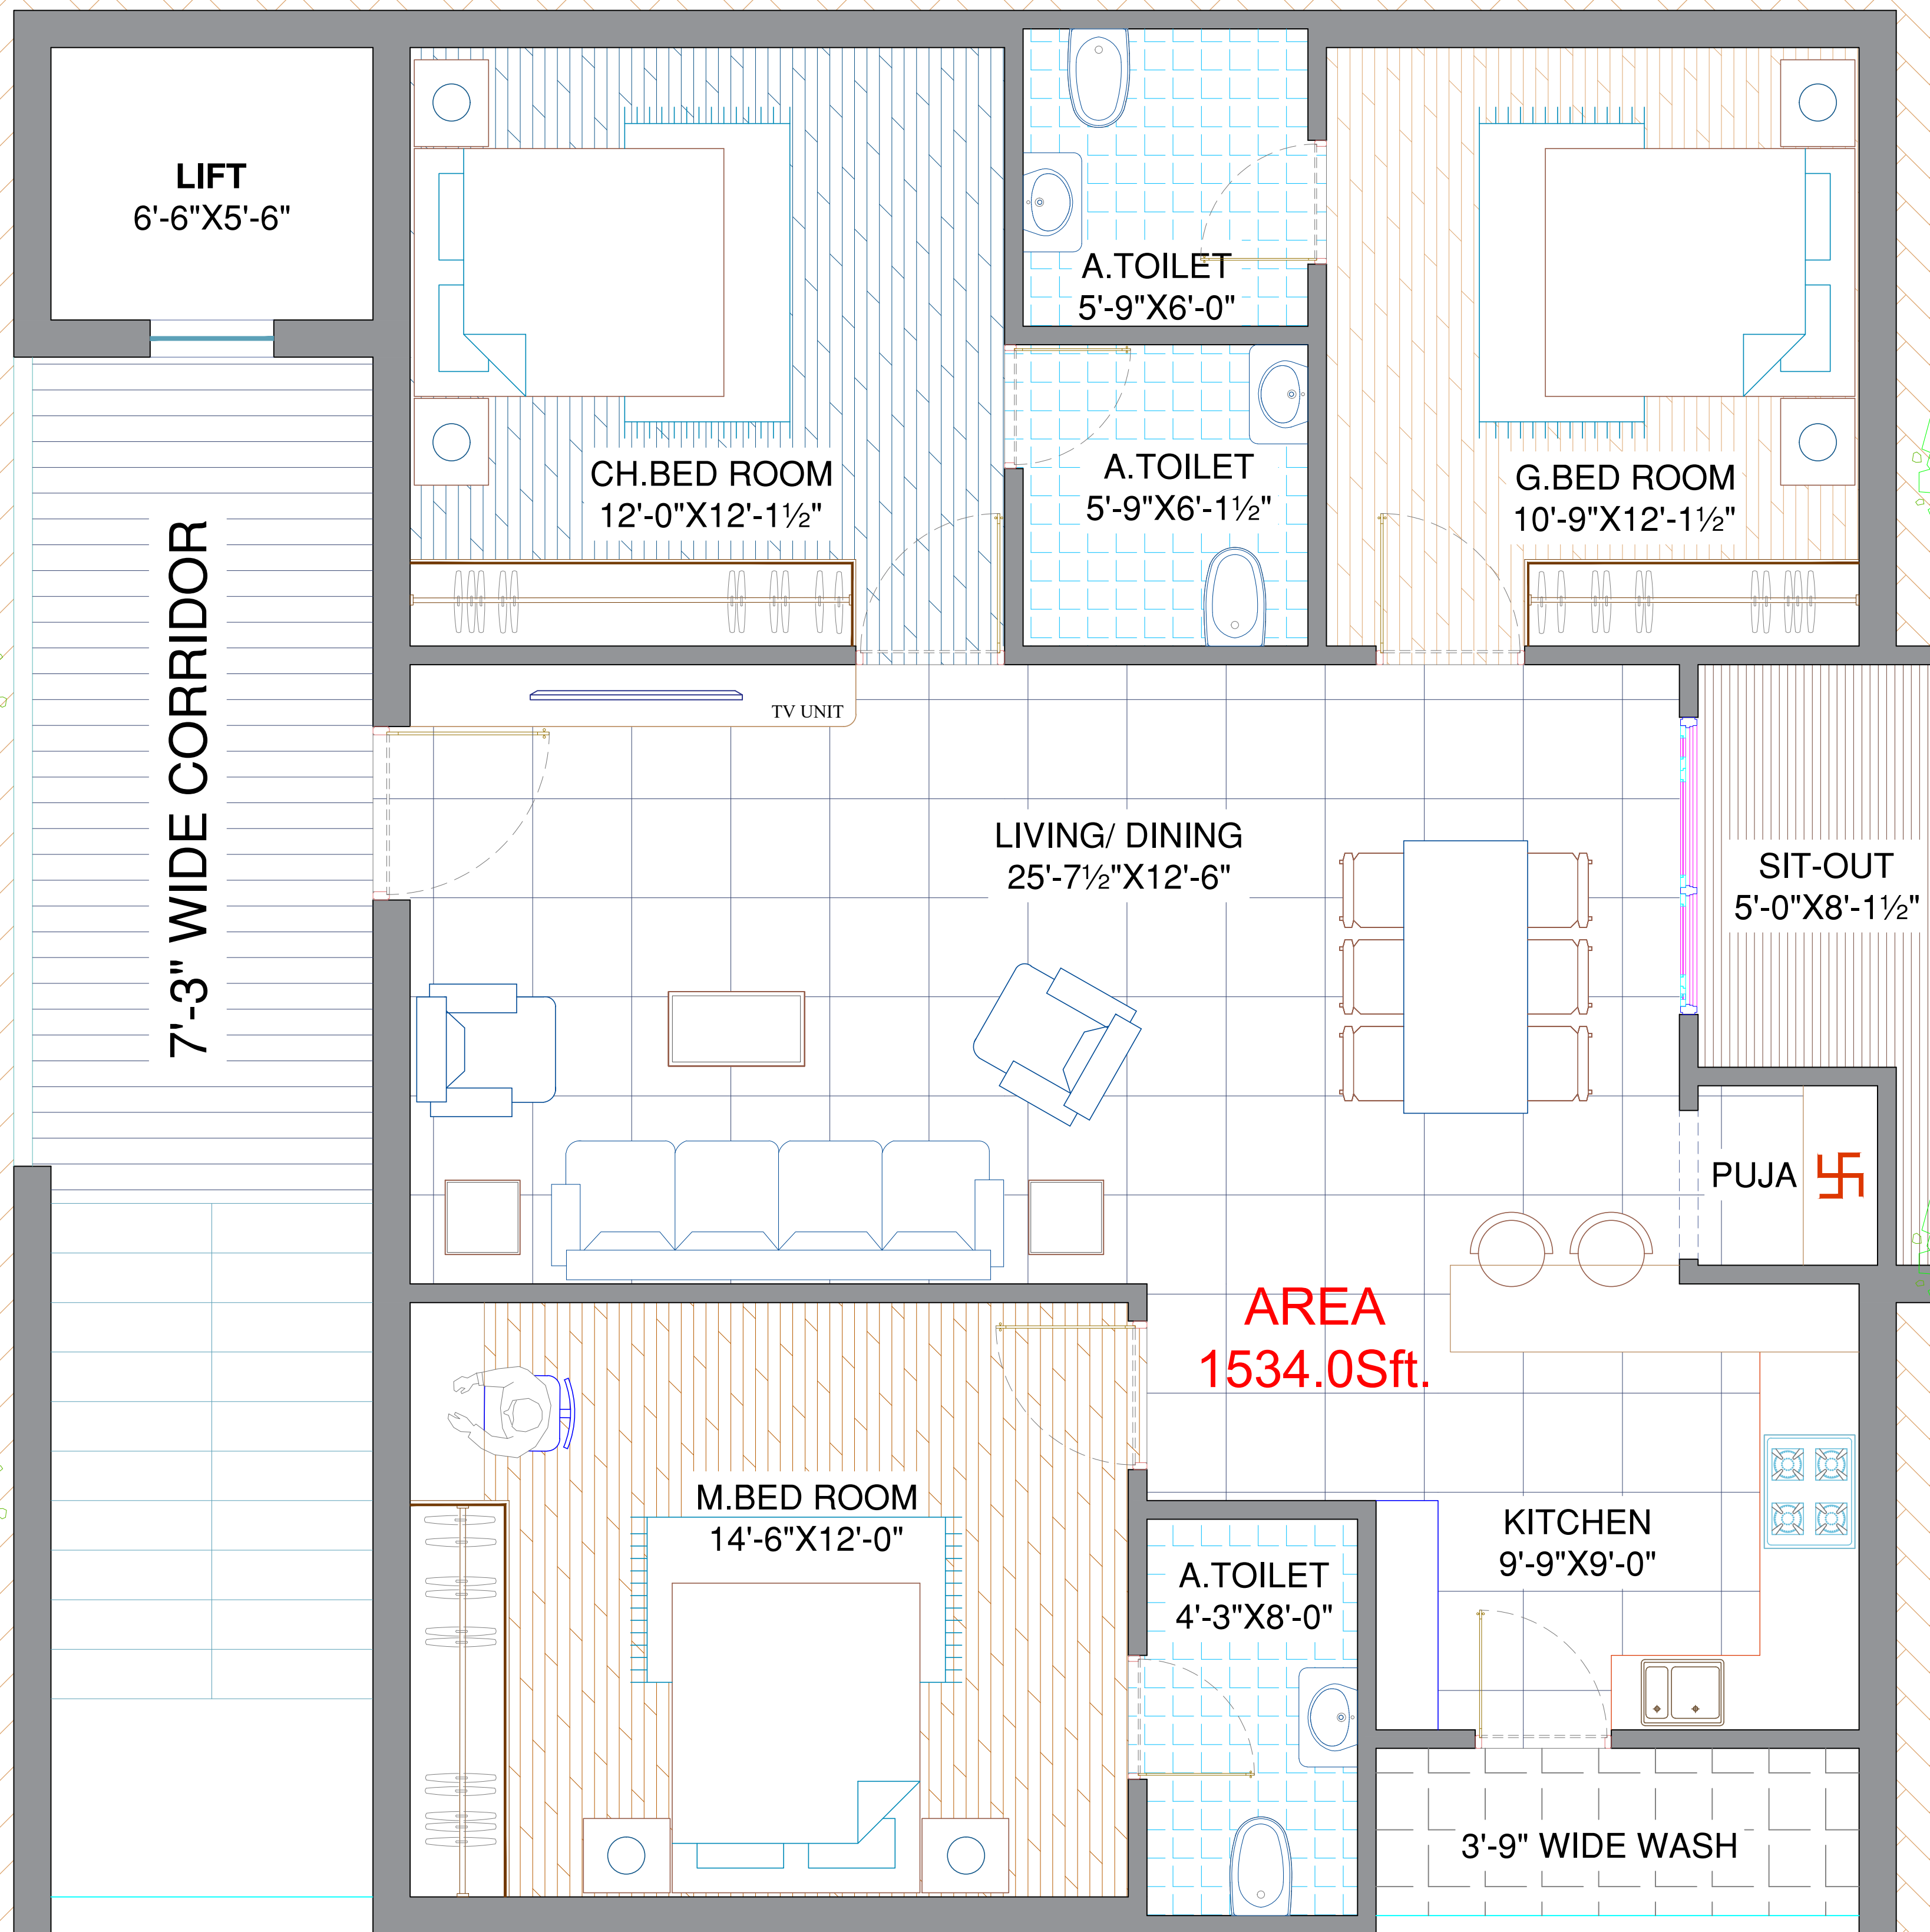 LIFT
6'-6"X5'-6"
A.TOILET
5'-9"X6'-0"
CH.BED ROOM
12'-0"X12'-1½"
A.TOILET
5'-9"X6'-1½"
G.BED ROOM
10'-9"X12'-1½"
7'-3" WIDE CORRIDOR
TV UNIT
LIVING/ DINING
25'-7½"X12'-6"
SIT-OUT
5'-0"X8'-1½"
PUJA 卐
AREA
1534.0Sft.
M.BED ROOM
14'-6"X12'-0"
KITCHEN
9'-9"X9'-0"
A.TOILET
4'-3"X8'-0"
3'-9" WIDE WASH